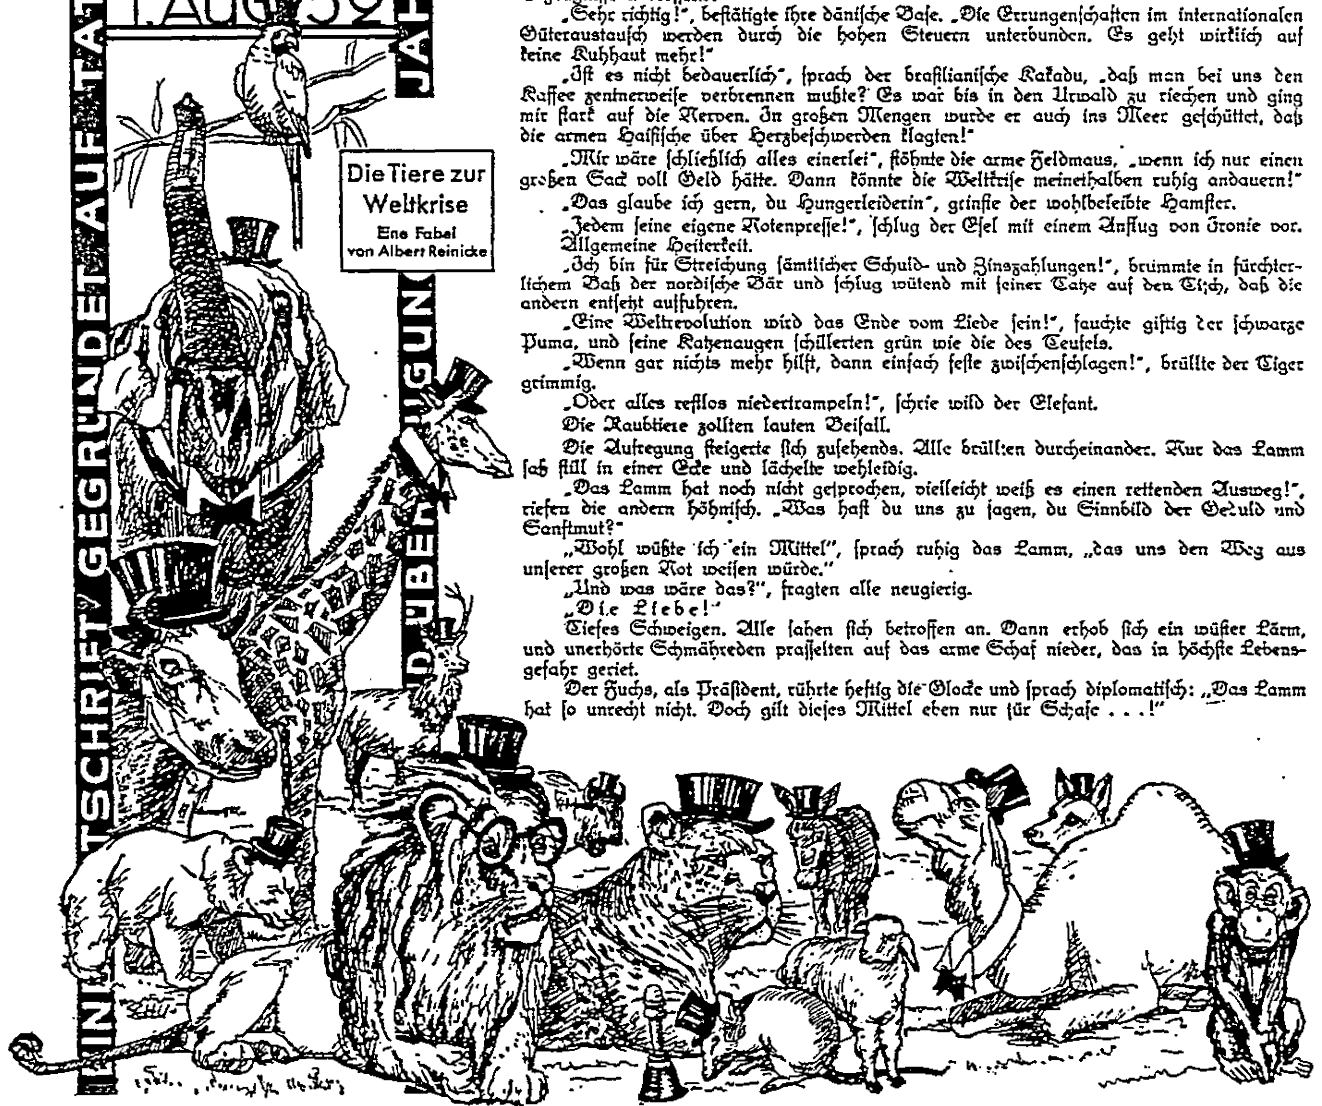 1. AUG. 32
JAH
TSCHRIFT / GEGRÜNDET AUF TAT
ÜBE
UGUN
Die Tiere zur
Weltkrise
Eine Fabel
von Albert Reinicke
„Sehr richtig!“, bestätigte ihre dänische Base. „Die Errungenschaften im internationalen
Güteraustausch werden durch die hohen Steuern unterbunden. Es geht wirklich auf
keine Kuhhaut mehr!“
„Ist es nicht bedauerlich“, sprach der brasilianische Kakadu, „daß man bei uns den
Kaffee zentnerweise verbrennen mußte? Es war bis in den Urwald zu riechen und ging
mir stark auf die Nerven. In großen Mengen wurde er auch ins Meer geschüttet, daß
die armen Haifische über Herzbeschwerden klagten!“
„Mir wäre schließlich alles einerlei“, stöhnte die arme Feldmaus, „wenn ich nur einen
großen Sack voll Geld hätte. Dann könnte die Weltkrise meinethalben ruhig andauern!“
„Das glaube ich gern, du Hungerleiderin“, grinste der wohlbeleibte Hamster.
„Jedem seine eigene Notenpresse!“, schlug der Esel mit einem Anflug von Ironie vor.
Allgemeine Heiterkeit.
„Ich bin für Streichung sämtlicher Schuld- und Zinszahlungen!“, brummte in fürchter-
lichem Baß der nordische Bär und schlug wütend mit seiner Tatze auf den Tisch, daß die
andern entsetzt auffuhren.
„Eine Weltrevolution wird das Ende vom Liede sein!“, fauchte giftig der schwarze
Puma, und seine Katzenaugen schillerten grün wie die des Teufels.
„Wenn gar nichts mehr hilft, dann einfach feste zwischenschlagen!“, brüllte der Tiger
grimmig.
„Oder alles restlos niedertrampeln!“, schrie wild der Elefant.
Die Raubtiere zollten lauten Beifall.
Die Aufregung steigerte sich zusehends. Alle brüllten durcheinander. Nur das Lamm
saß still in einer Ecke und lächelte wehleidig.
„Das Lamm hat noch nicht gesprochen, vielleicht weiß es einen rettenden Ausweg!“,
riefen die andern höhnisch. „Was hast du uns zu sagen, du Sinnbild der Geduld und
Sanftmut?“
„Wohl wüßte ich ein Mittel“, sprach ruhig das Lamm, „das uns den Weg aus
unserer großen Not weisen würde.“
„Und was wäre das?“, fragten alle neugierig.
„Die Liebe!“
Tiefes Schweigen. Alle sahen sich betroffen an. Dann erhob sich ein wüster Lärm,
und unerhörte Schmähreden prasselten auf das arme Schaf nieder, das in höchste Lebens-
gefahr geriet.
Der Fuchs, als Präsident, rührte heftig die Glocke und sprach diplomatisch: „Das Lamm
hat so unrecht nicht. Doch gilt dieses Mittel eben nur für Schafe . . .!“